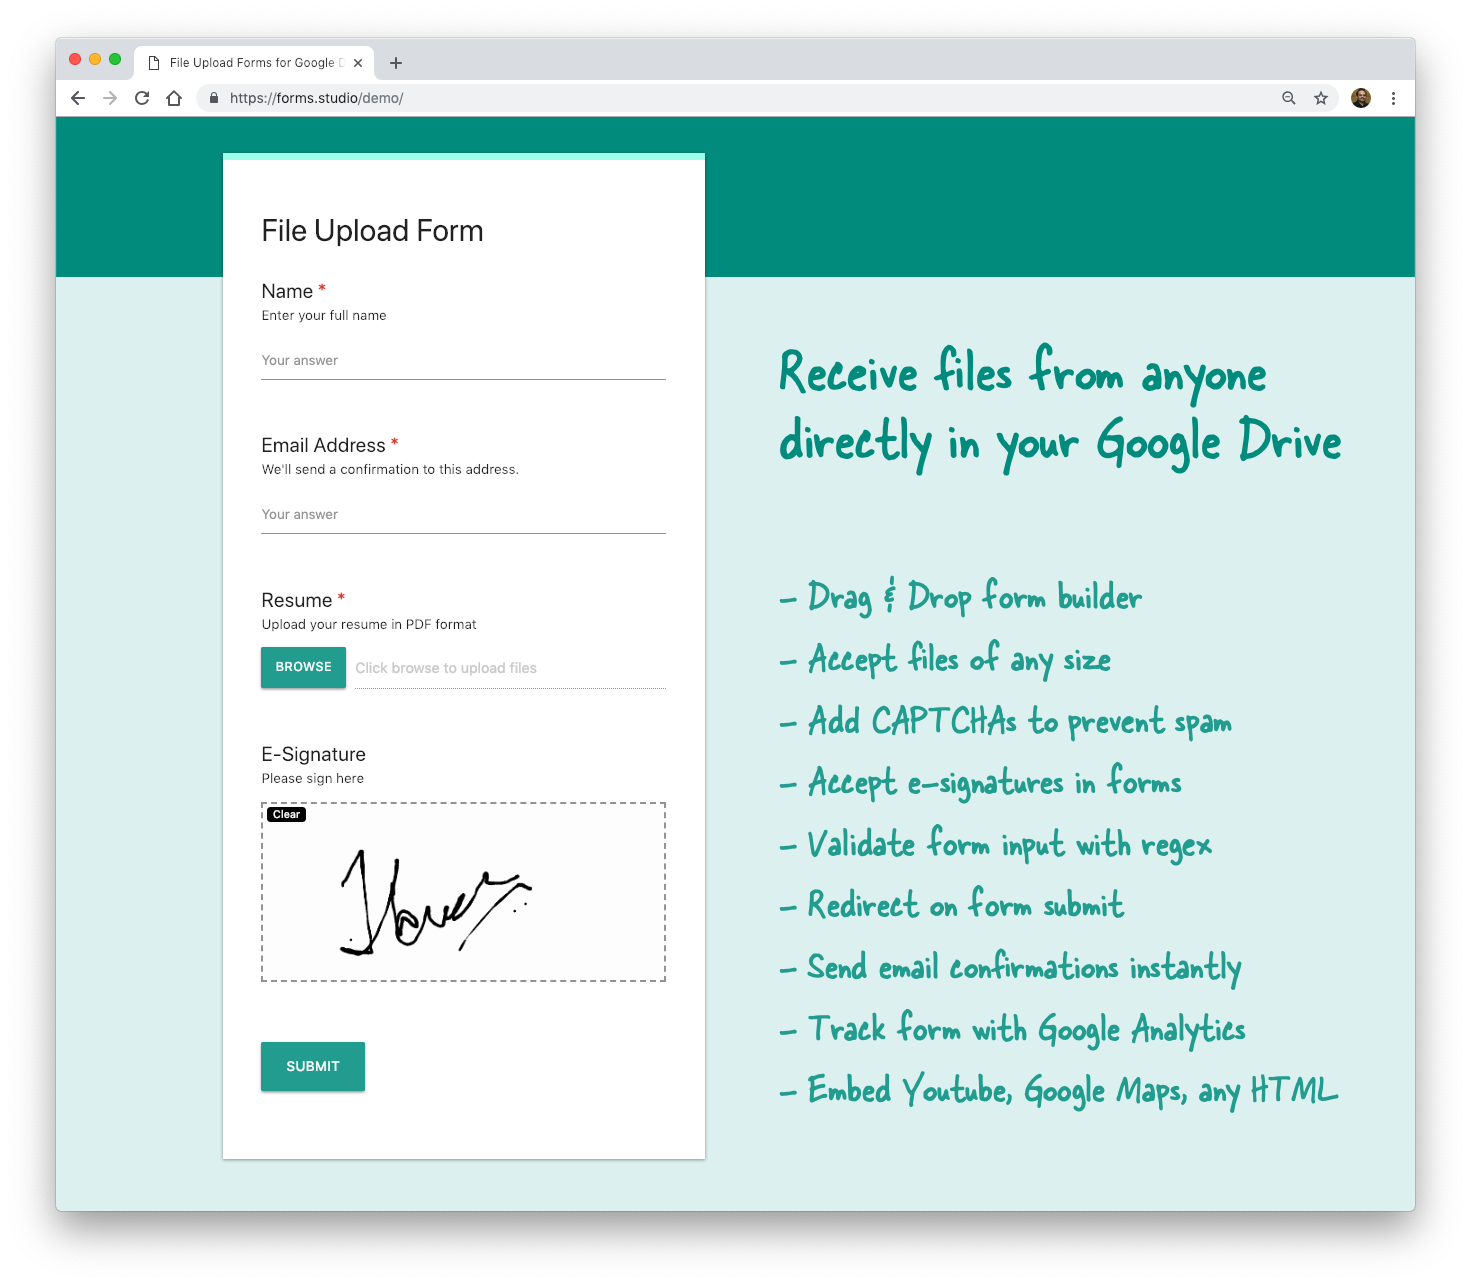 File Upload Forms for Google D
https://forms.studio/demo/
File Upload Form
Name *
Enter your full name
Your answer
Email Address *
We'll send a confirmation to this address.
Your answer
Resume *
Upload your resume in PDF format
BROWSE Click browse to upload files
E-Signature
Please sign here
Clear
SUBMIT
Receive files from anyone
directly in your Google Drive
- Drag & Drop form builder
- Accept files of any size
- Add CAPTCHAs to prevent spam
- Accept e-signatures in forms
- Validate form input with regex
- Redirect on form submit
- Send email confirmations instantly
- Track form with Google Analytics
- Embed Youtube, Google Maps, any HTML